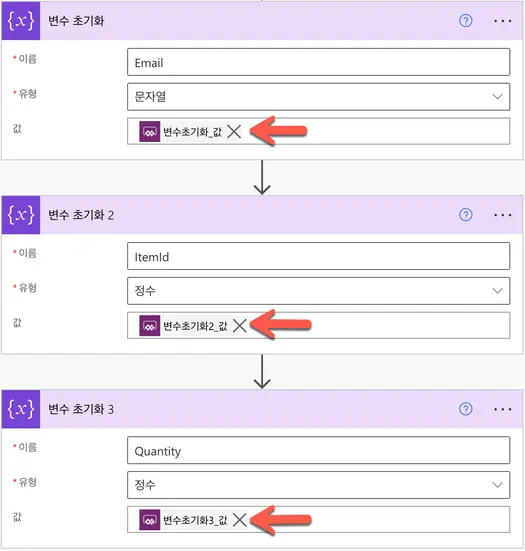 {x} 변수 초기화 ? ...
* 이름 Email
* 유형 문자열
값 변수초기화_값
{x} 변수 초기화 2 ? ...
* 이름 ItemId
* 유형 정수
값 변수초기화2_값
{x} 변수 초기화 3 ? ...
* 이름 Quantity
* 유형 정수
값 변수초기화3_값